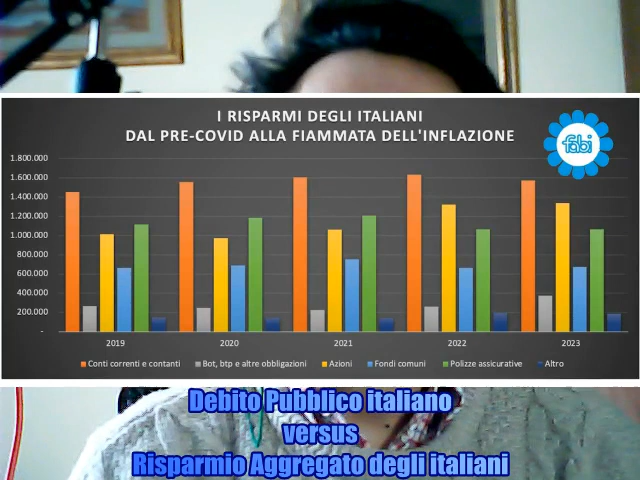 I RISPARMI DEGLI ITALIANI
DAL PRE-COVID ALLA FIAMMATA DELL'INFLAZIONE
fabi
1.800.000
1.600.000
1.400.000
1.200.000
1.000.000
800.000
600.000
400.000
200.000
-
2019 2020 2021 2022 2023
Conti correnti e contanti Bot, btp e altre obbligazioni Azioni Fondi comuni Polizze assicurative Altro
Debito Pubblico italiano
versus
Risparmio Aggregato degli italiani